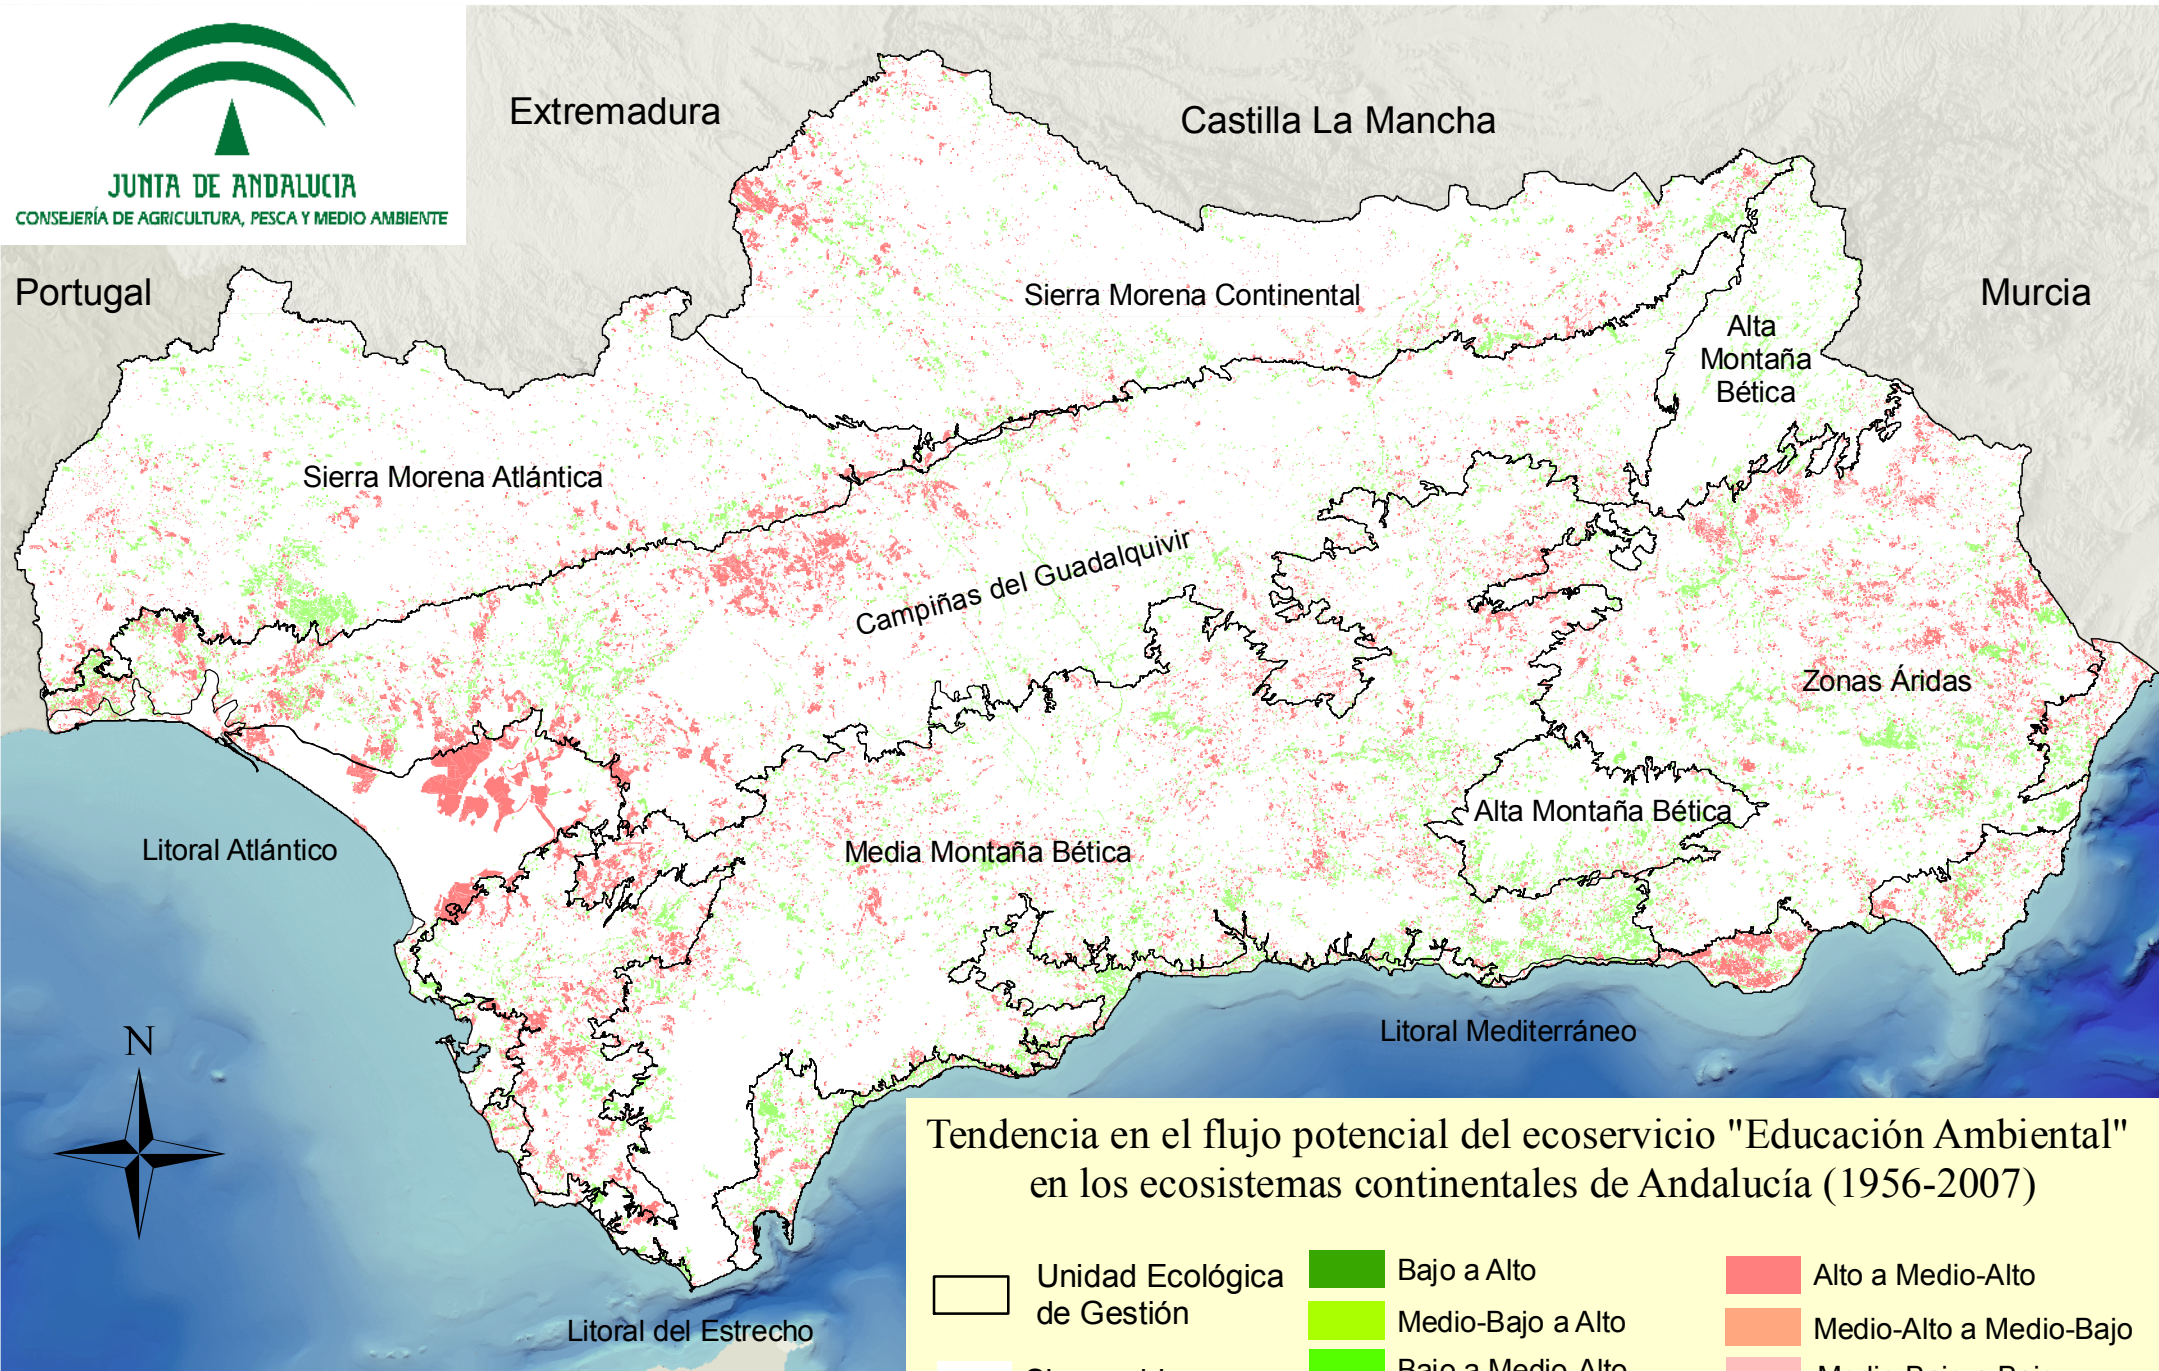 JUNTA DE ANDALUCIA
CONSEJERÍA DE AGRICULTURA, PESCA Y MEDIO AMBIENTE
Extremadura
Castilla La Mancha
Portugal
Murcia
Sierra Morena Continental
Alta
Montaña
Bética
Sierra Morena Atlántica
Campiñas del Guadalquivir
Zonas Áridas
Alta Montaña Bética
Litoral Atlántico
Media Montaña Bética
Litoral Mediterráneo
N
Litoral del Estrecho
Tendencia en el flujo potencial del ecoservicio "Educación Ambiental"
en los ecosistemas continentales de Andalucía (1956-2007)
Unidad Ecológica
de Gestión
Bajo a Alto
Medio-Bajo a Alto
Bajo a Medio-Alto
Alto a Medio-Alto
Medio-Alto a Medio-Bajo